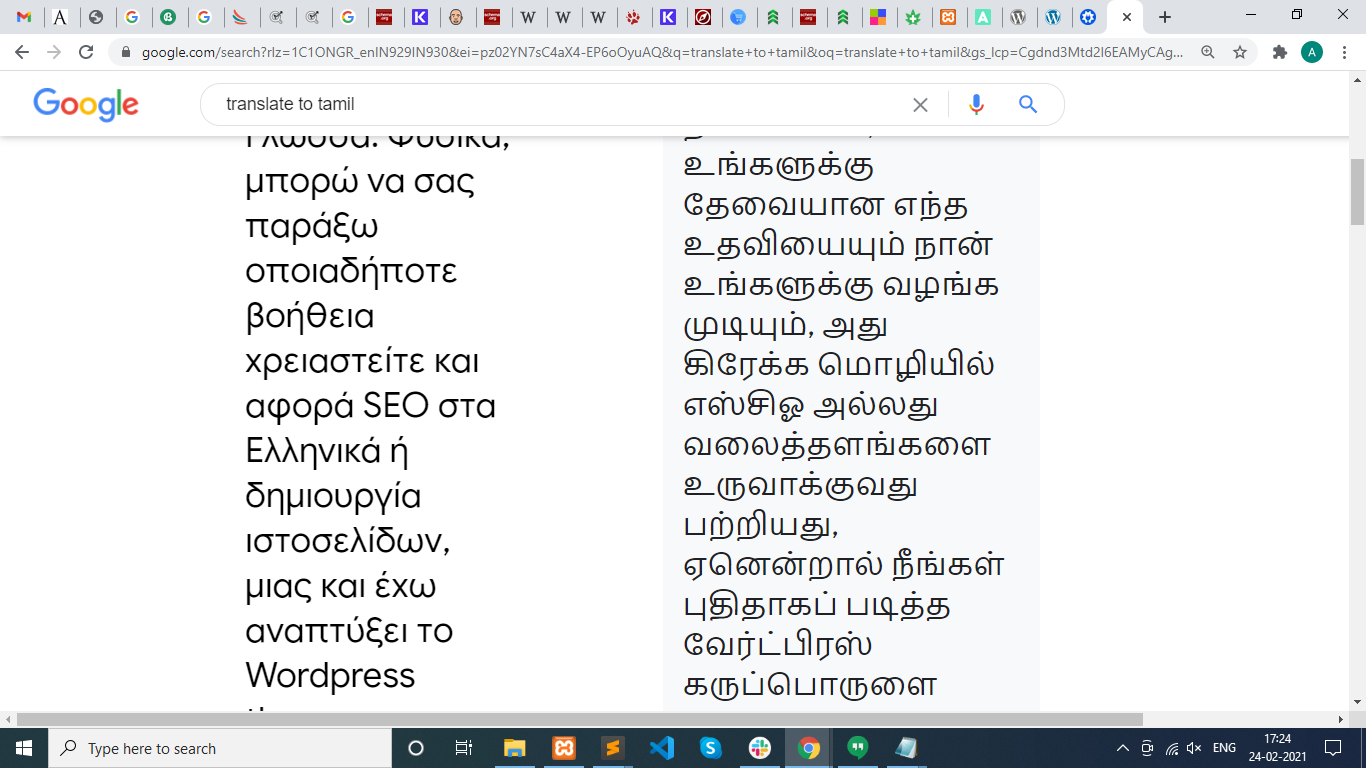 google.com/search?rlz=1C1ONGR_enIN929IN930&ei=pz02YN7sC4aX4-EP6oOyuAQ&q=translate+to+tamil&oq=translate+to+tamil&gs_lcp=Cgdnd3Mtd2l6EAMyCAg...
A
Google
translate to tamil
Γλώσσα. Φυσικά,
μπορώ να σας
παράξω
οποιαδήποτε
βοήθεια
χρειαστείτε και
αφορά SEO στα
Ελληνικά ή
δημιουργία
ιστοσελίδων,
μιας και έχω
αναπτύξει το
Wordpress
உங்களுக்கு
தேவையான எந்த
உதவியையும் நான்
உங்களுக்கு வழங்க
முடியும், அது
கிரேக்க மொழியில்
எஸ்சிஓ அல்லது
வலைத்தளங்களை
உருவாக்குவது
பற்றியது,
ஏனென்றால் நீங்கள்
புதிதாகப் படித்த
வேர்ட்பிரஸ்
கருப்பொருளை
Type here to search
ENG
17:24
24-02-2021